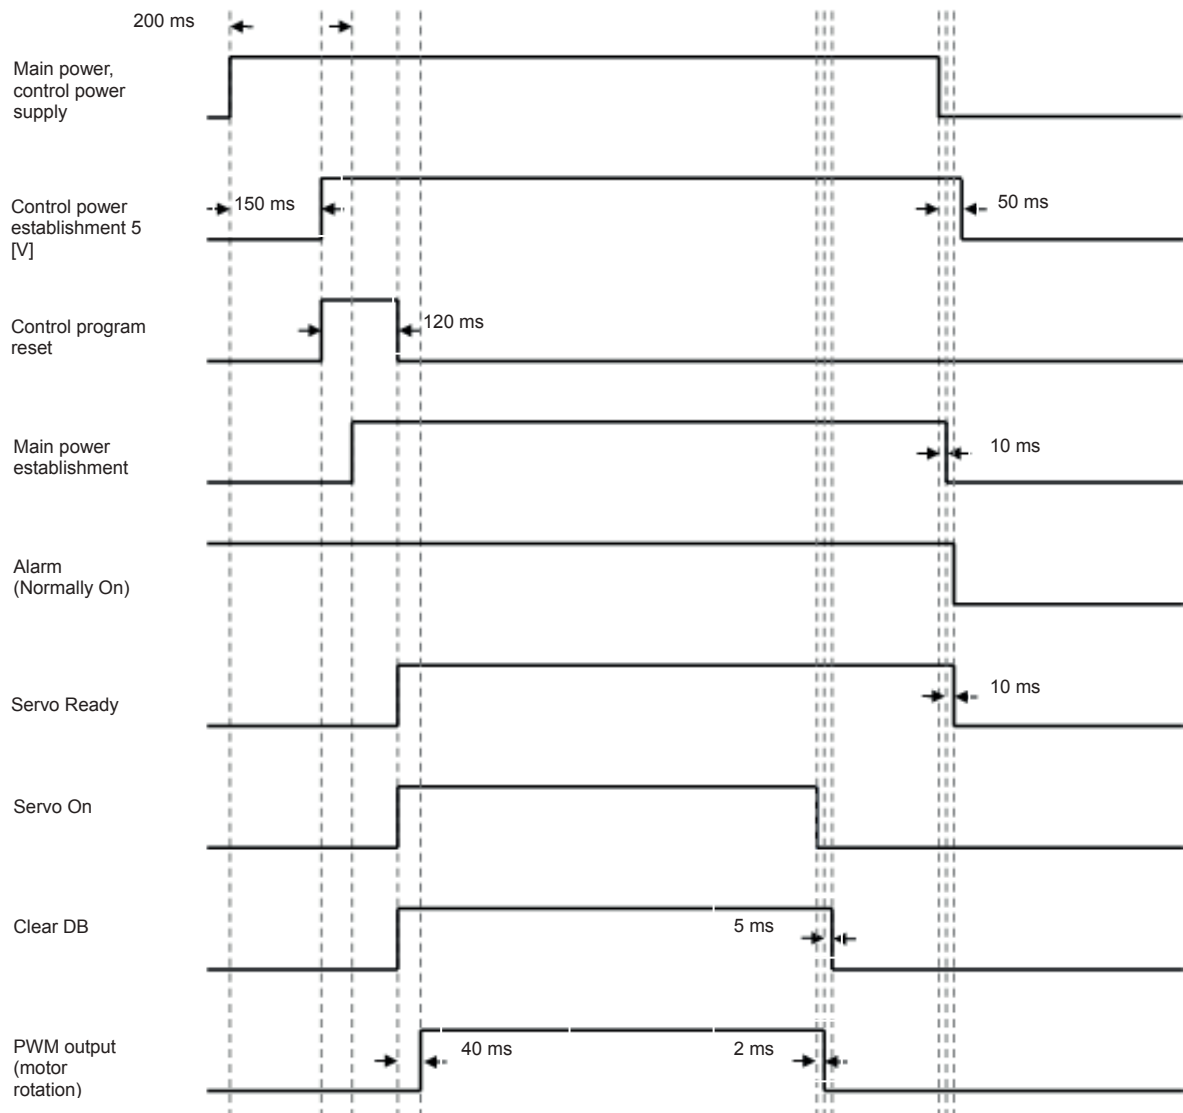 200 ms
Main power,
control power
supply
Control power
establishment 5
[V]
150 ms
50 ms
Control program
reset
120 ms
Main power
establishment
10 ms
Alarm
(Normally On)
Servo Ready
10 ms
Servo On
Clear DB
5 ms
PWM output
(motor
rotation)
40 ms
2 ms